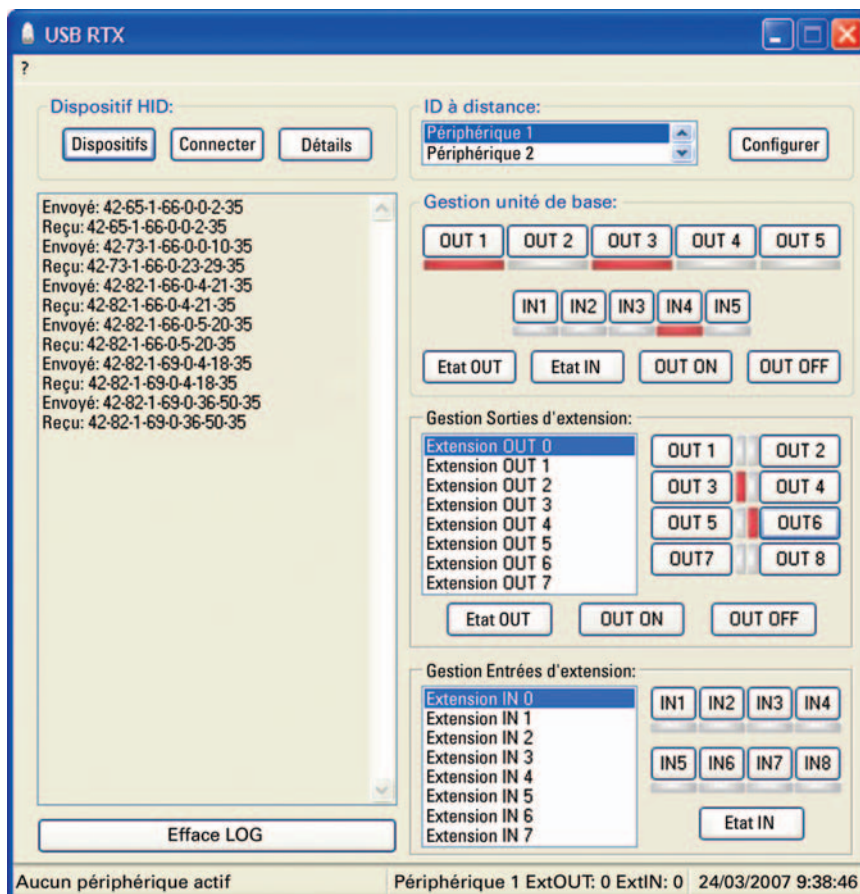 USB RTX
?
Dispositif HID:
Dispositifs Connecter Détails
Envoyé: 42-65-1-66-0-0-2-35
Reçu: 42-65-1-66-0-0-2-35
Envoyé: 42-73-1-66-0-0-10-35
Reçu: 42-73-1-66-0-23-29-35
Envoyé: 42-82-1-66-0-4-21-35
Reçu: 42-82-1-66-0-4-21-35
Envoyé: 42-82-1-66-0-5-20-35
Reçu: 42-82-1-66-0-5-20-35
Envoyé: 42-82-1-69-0-4-18-35
Reçu: 42-82-1-69-0-4-18-35
Envoyé: 42-82-1-69-0-36-50-35
Reçu: 42-82-1-69-0-36-50-35
Efface LOG
ID à distance:
Périphérique 1
Périphérique 2
Configurer
Gestion unité de base:
OUT 1 OUT 2 OUT 3 OUT 4 OUT 5
IN1 IN2 IN3 IN4 IN5
Etat OUT Etat IN OUT ON OUT OFF
Gestion Sorties d'extension:
Extension OUT 0
Extension OUT 1
Extension OUT 2
Extension OUT 3
Extension OUT 4
Extension OUT 5
Extension OUT 6
Extension OUT 7
OUT 1 OUT 2
OUT 3 OUT 4
OUT 5 OUT6
OUT7 OUT 8
Etat OUT OUT ON OUT OFF
Gestion Entrées d'extension:
Extension IN 0
Extension IN 1
Extension IN 2
Extension IN 3
Extension IN 4
Extension IN 5
Extension IN 6
Extension IN 7
IN1 IN2 IN3 IN4
IN5 IN6 IN7 IN8
Etat IN
Aucun périphérique actif Périphérique 1 ExtOUT: 0 ExtIN: 0 24/03/2007 9:38:46